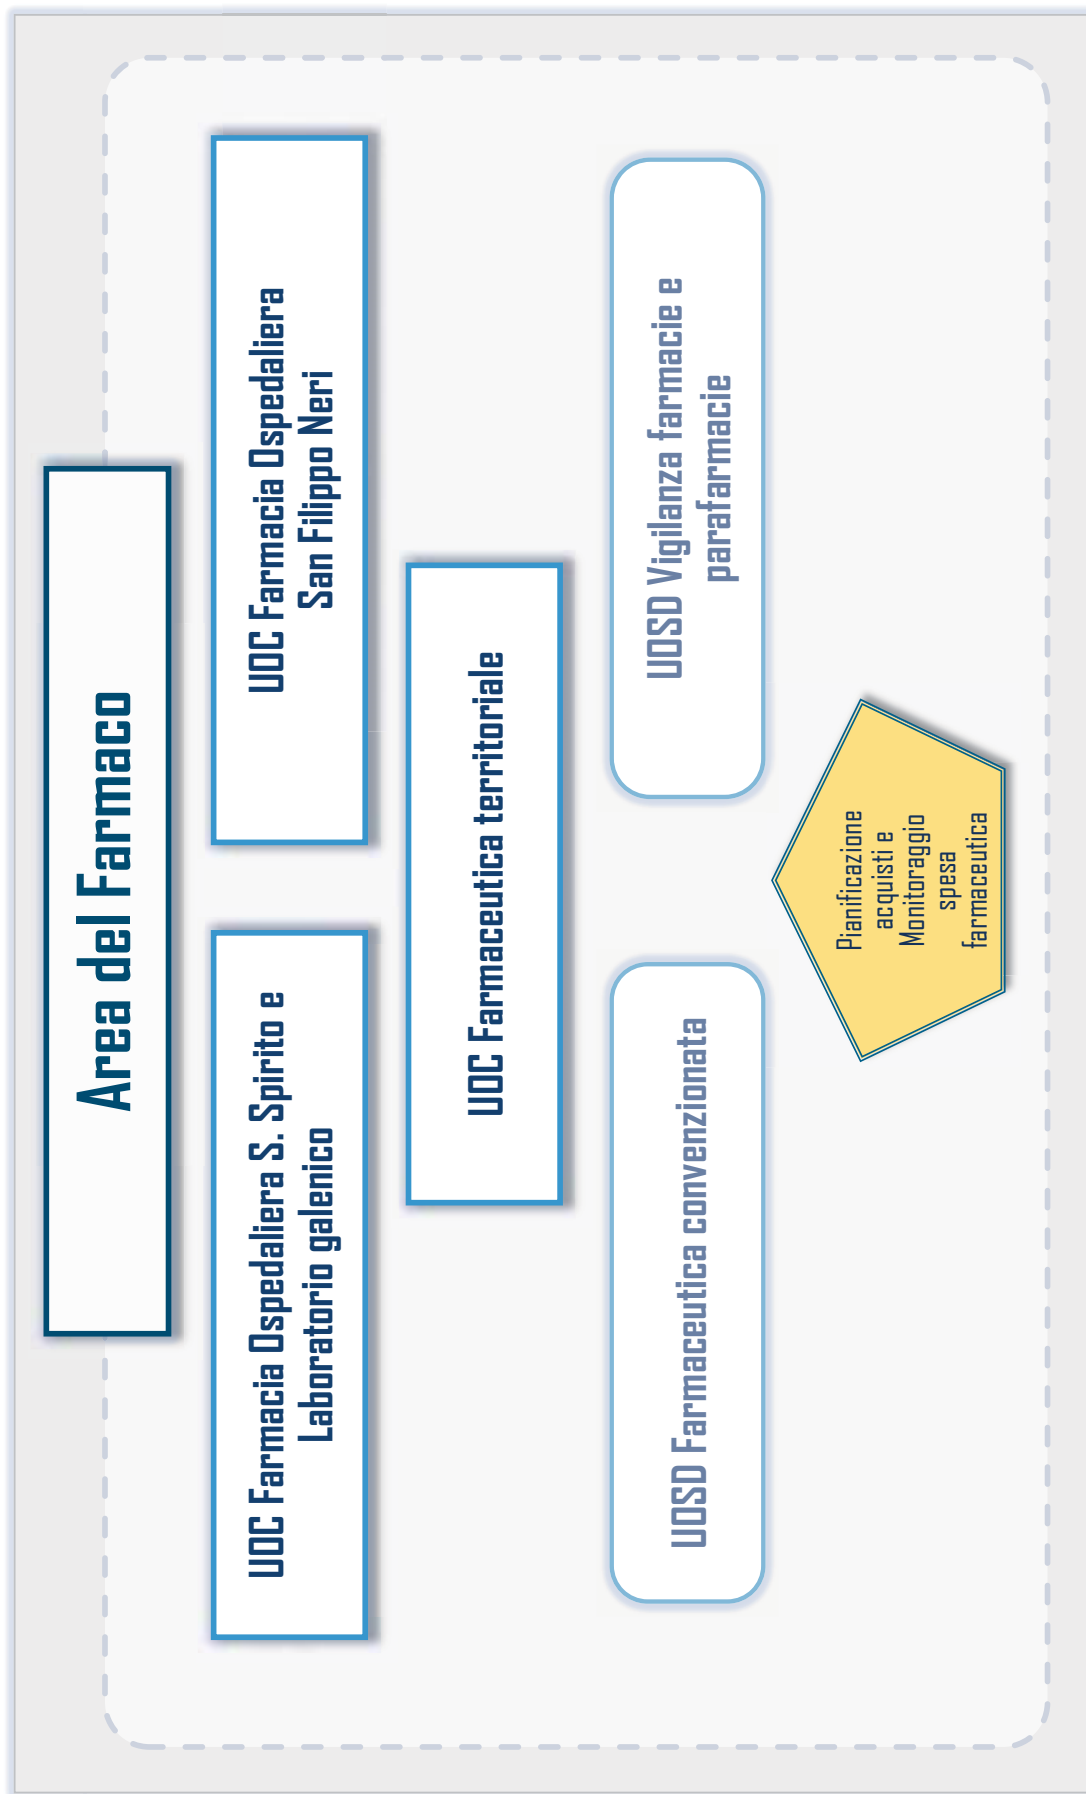 Area del Farmaco
UOC Farmacia Ospedaliera S. Spirito e
Laboratorio galenico
UOC Farmacia Ospedaliera
San Filippo Neri
UOC Farmaceutica territoriale
UOSD Farmaceutica convenzionata
UOSD Vigilanza farmacie e
parafarmacie
Pianificazione
acquisti e
Monitoraggio
spesa
farmaceutica